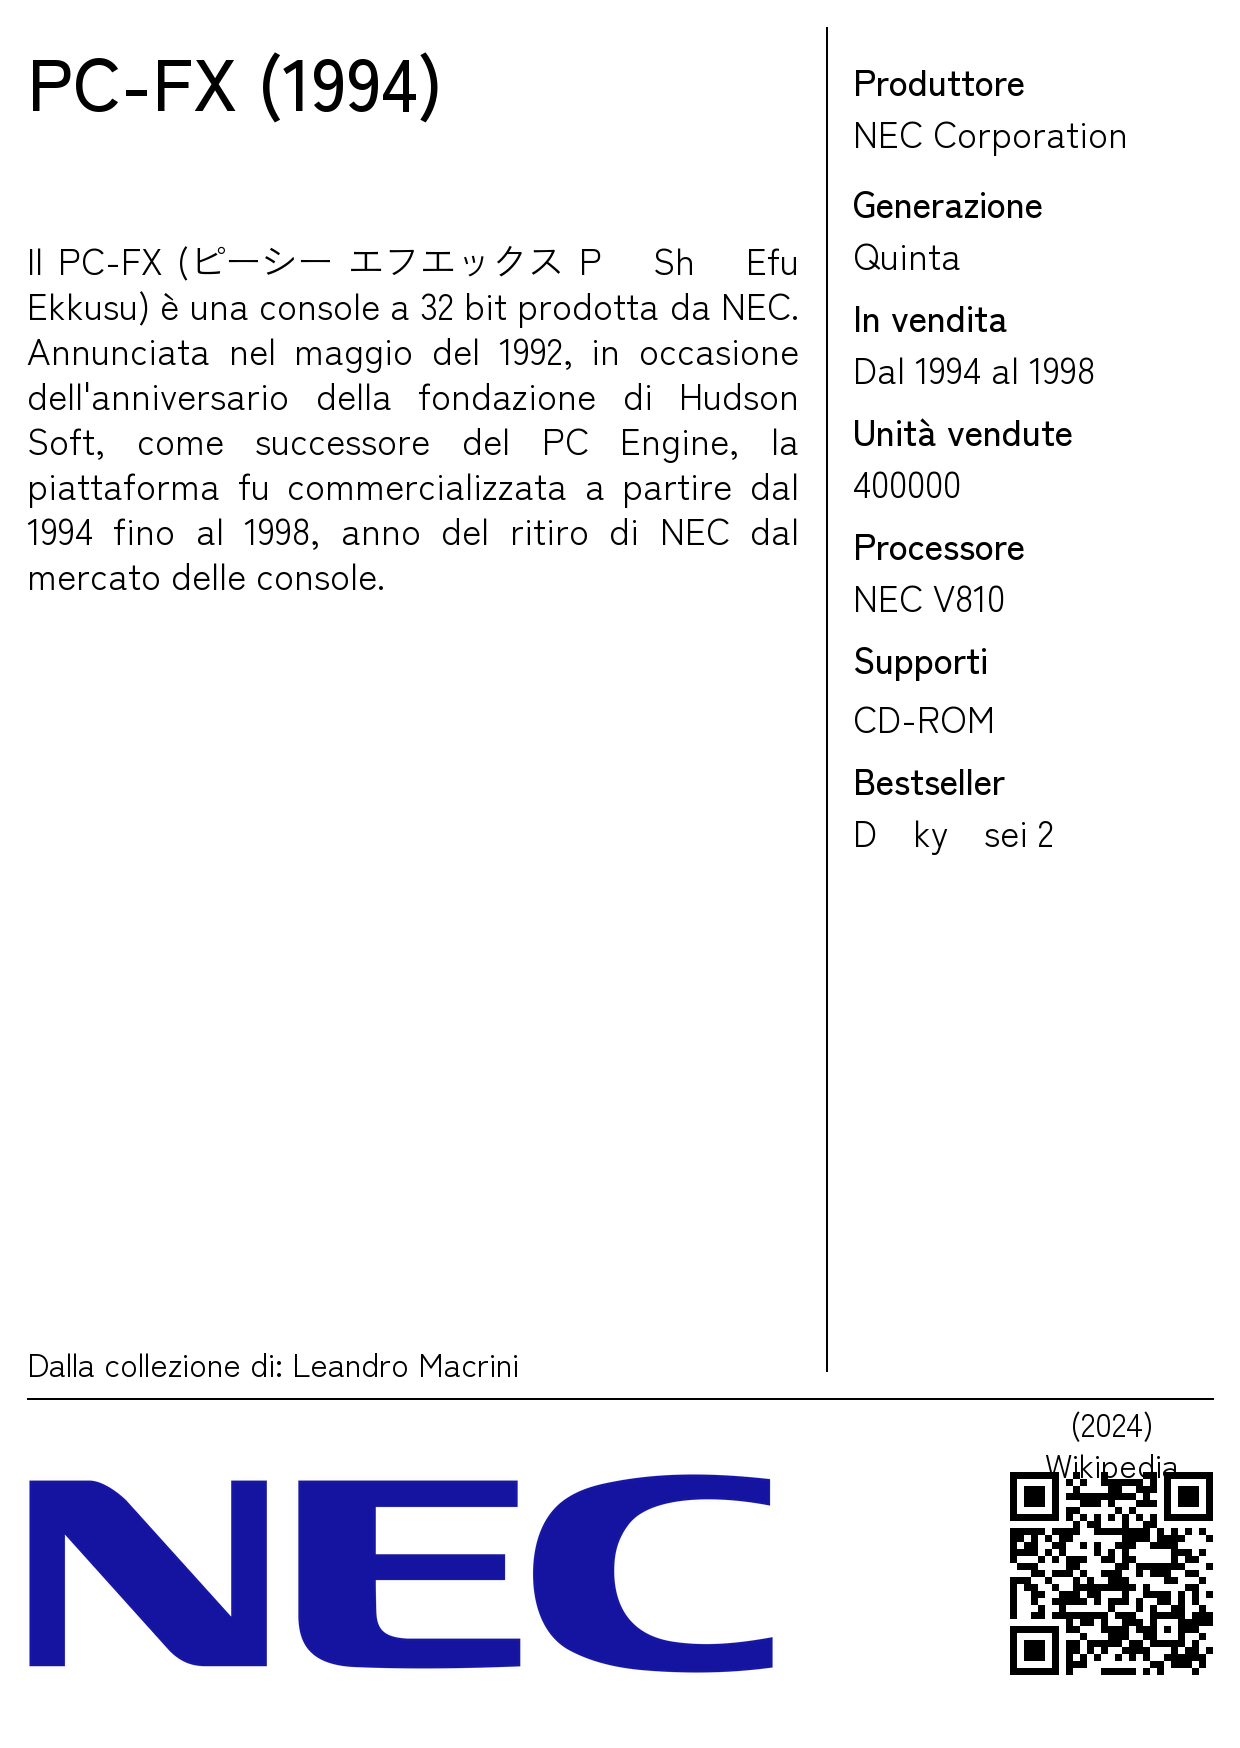 PC-FX (1994)
Il PC-FX (ピーシー エフエックス P Sh Efu
Ekkusu) è una console a 32 bit prodotta da NEC.
Annunciata nel maggio del 1992, in occasione
dell'anniversario della fondazione di Hudson
Soft, come successore del PC Engine, la
piattaforma fu commercializzata a partire dal
1994 fino al 1998, anno del ritiro di NEC dal
mercato delle console.
Dalla collezione di: Leandro Macrini
Produttore
NEC Corporation
Generazione
Quinta
In vendita
Dal 1994 al 1998
Unità vendute
400000
Processore
NEC V810
Supporti
CD-ROM
Bestseller
D ky sei 2
NEC
(2024)
Wikipedia